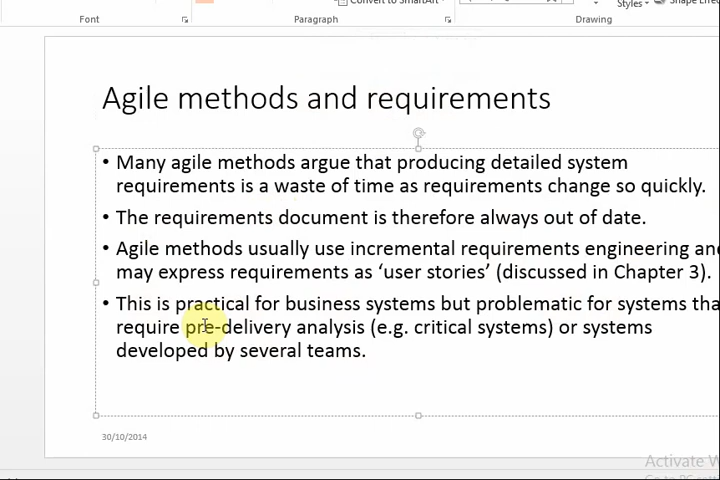 Convert to SmartArt
Styles
Shape Effe
Font
Paragraph
Drawing
Agile methods and requirements
• Many agile methods argue that producing detailed system
requirements is a waste of time as requirements change so quickly.
• The requirements document is therefore always out of date.
• Agile methods usually use incremental requirements engineering and
may express requirements as ‘user stories’ (discussed in Chapter 3).
• This is practical for business systems but problematic for systems tha
require pre-delivery analysis (e.g. critical systems) or systems
developed by several teams.
30/10/2014
Activate W